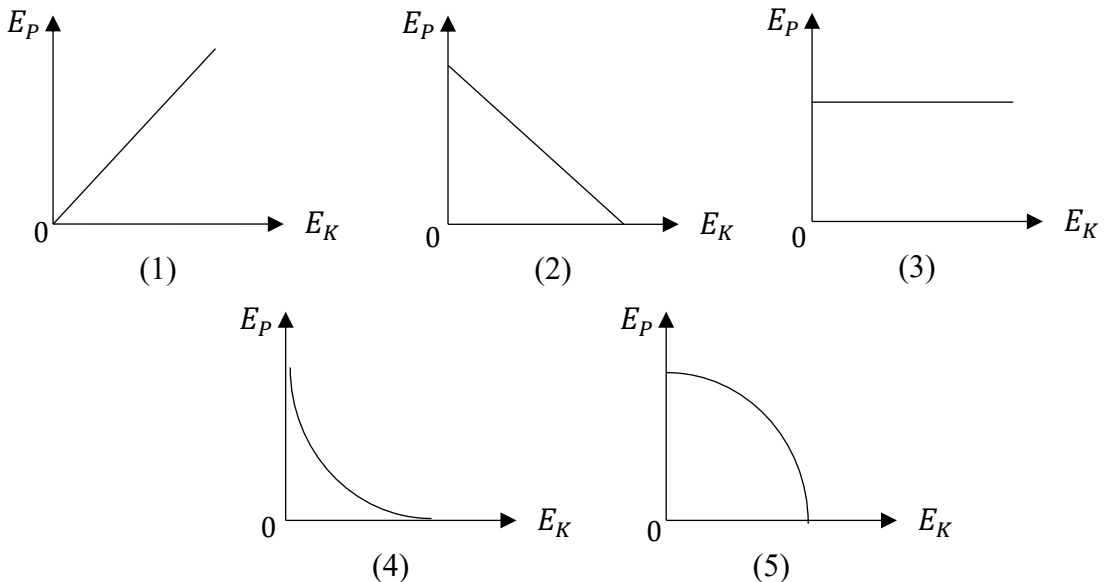 E_P E_P E_P
0 E_K 0 E_K 0 E_K
(1) (2) (3)
E_P E_P
0 E_K 0 E_K
(4) (5)